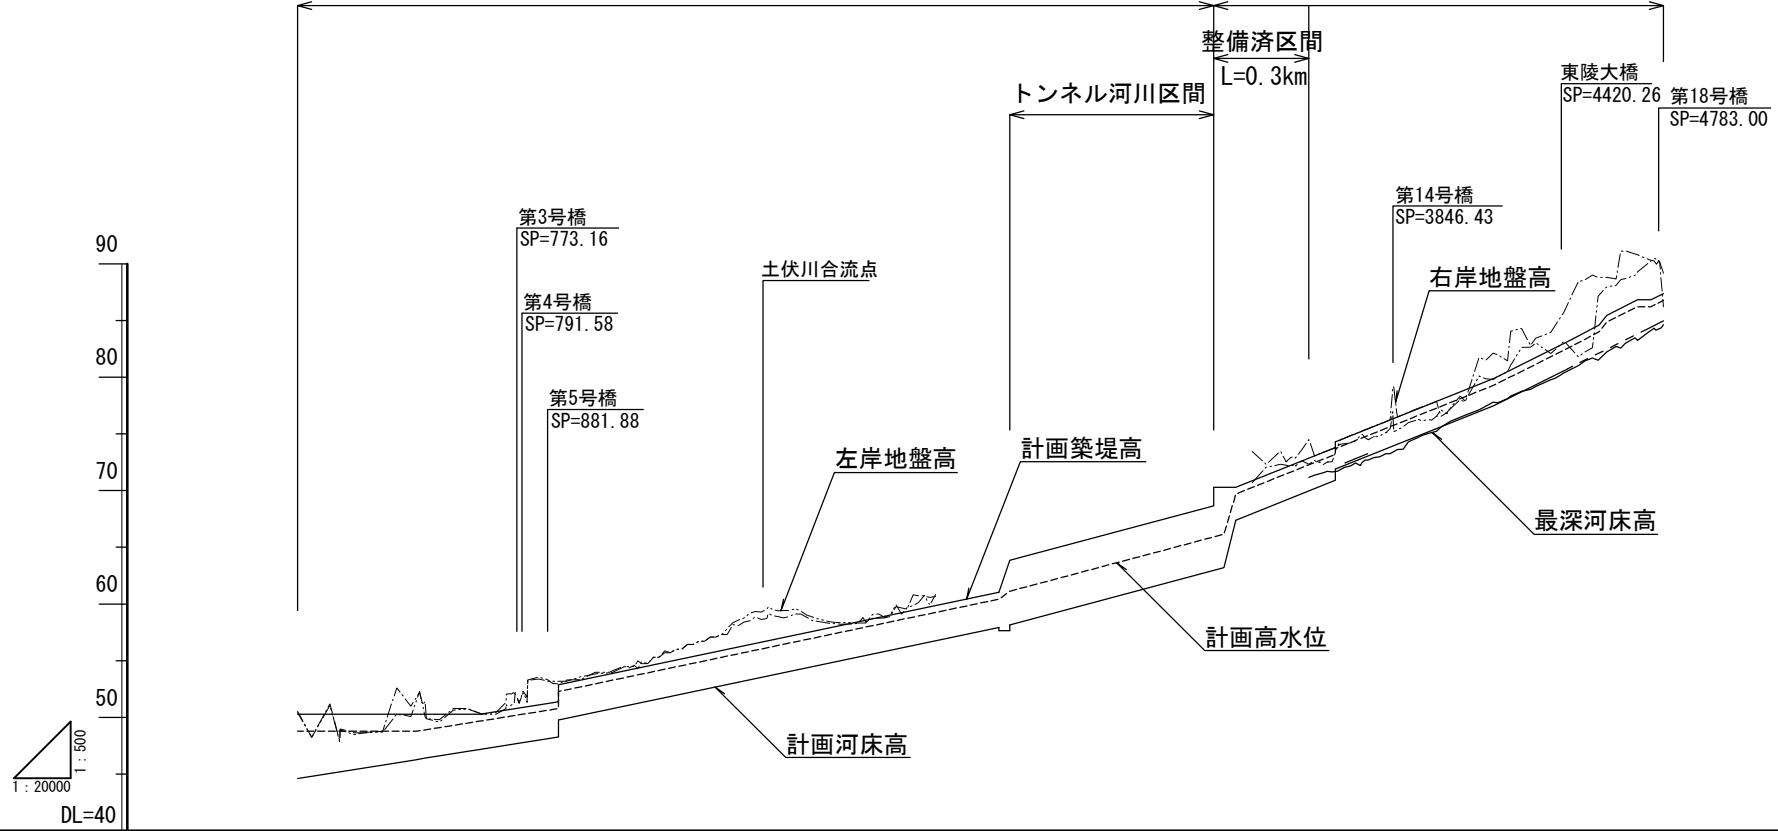 整備済区間
L=0.3km
トンネル河川区間
東陵大橋
SP=4420.26
第18号橋
SP=4783.00
第14号橋
SP=3846.43
第3号橋
SP=773.16
土伏川合流点
右岸地盤高
第4号橋
SP=791.58
第5号橋
SP=881.88
左岸地盤高
計画築堤高
最深河床高
計画高水位
計画河床高
90
80
70
60
50
DL=40
1：500
1：20000